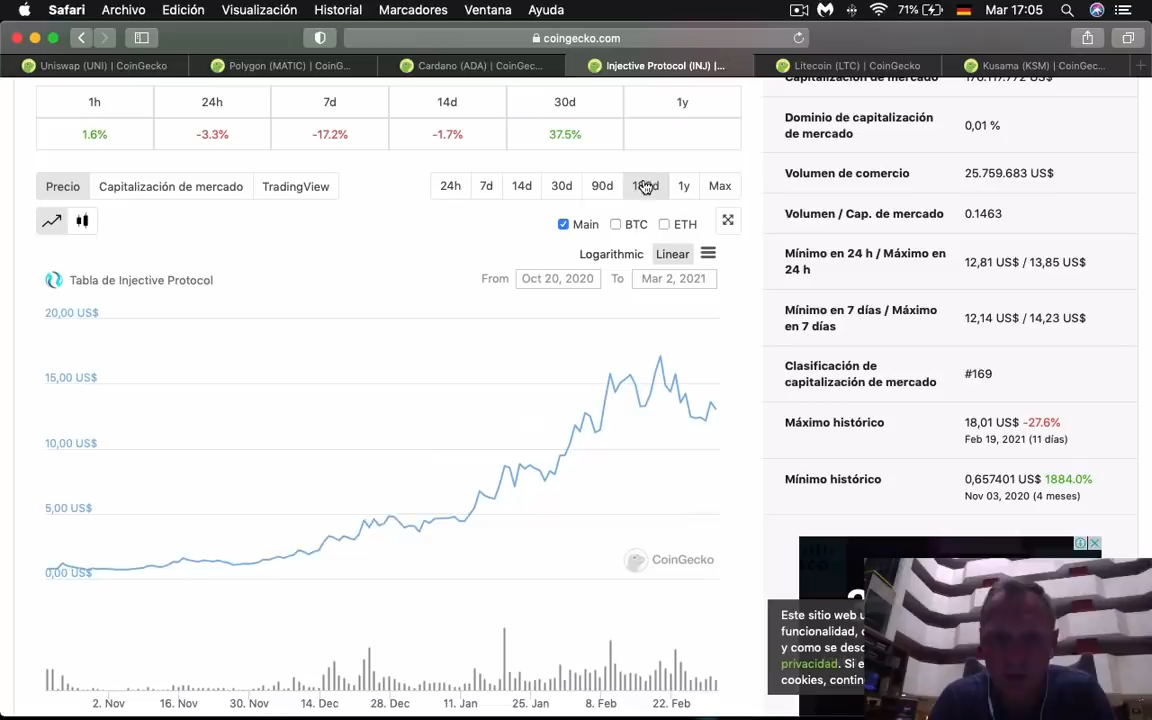 Safari Archivo Edición Visualización Historial Marcadores Ventana Ayuda 71% Mar 17:05
coingecko.com
Uniswap (UNI) | CoinGecko Polygon (MATIC) | CoinG... Cardano (ADA) | CoinGec... Injective Protocol (INJ) |... Litecoin (LTC) | CoinGecko Kusama (KSM) | CoinGec...
1h 24h 7d 14d 30d 1y
1.6% -3.3% -17.2% -1.7% 37.5%
Precio Capitalización de mercado TradingView
24h 7d 14d 30d 90d 1y Max
Main BTC ETH
Logarithmic Linear
Tabla de Injective Protocol
From Oct 20, 2020 To Mar 2, 2021
20,00 US$
15,00 US$
10,00 US$
5,00 US$
0,00 US$
CoinGecko
2. Nov 16. Nov 30. Nov 14. Dec 28. Dec 11. Jan 25. Jan 8. Feb 22. Feb
Dominio de capitalización
de mercado
0,01 %
Volumen de comercio
25.759.683 US$
Volumen / Cap. de mercado
0.1463
Mínimo en 24 h / Máximo en
24 h
12,81 US$ / 13,85 US$
Mínimo en 7 días / Máximo
en 7 días
12,14 US$ / 14,23 US$
Clasificación de
capitalización de mercado
#169
Máximo histórico
18,01 US$ -27.6%
Feb 19, 2021 (11 días)
Mínimo histórico
0,657401 US$ 1884.0%
Nov 03, 2020 (4 meses)
Este sitio web
funcionalidad,
y como se
privacidad. Si
cookies,